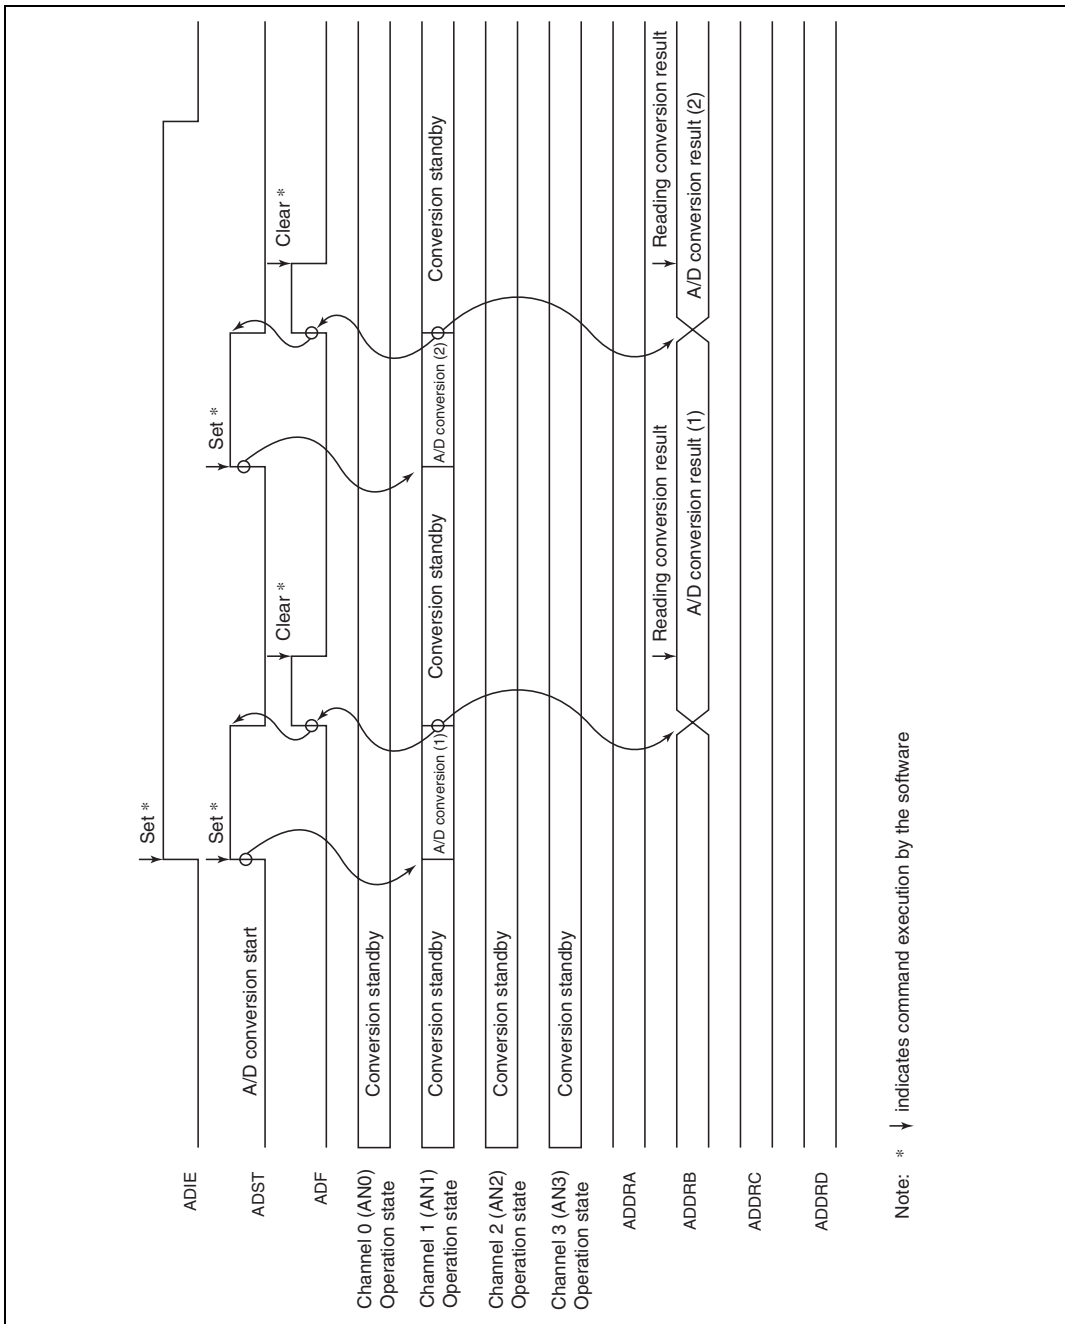 ADIE
Set *
ADST
A/D conversion start
Set *
Set *
ADF
Clear *
Clear *
Channel 0 (AN0)
Operation state
Conversion standby
Channel 1 (AN1)
Operation state
Conversion standby
A/D conversion (1)
Conversion standby
A/D conversion (2)
Conversion standby
Channel 2 (AN2)
Operation state
Conversion standby
Channel 3 (AN3)
Operation state
Conversion standby
ADDRA
Reading conversion result
Reading conversion result
ADDRB
A/D conversion result (1)
A/D conversion result (2)
ADDRC
ADDRD
Note: * ↓ indicates command execution by the software